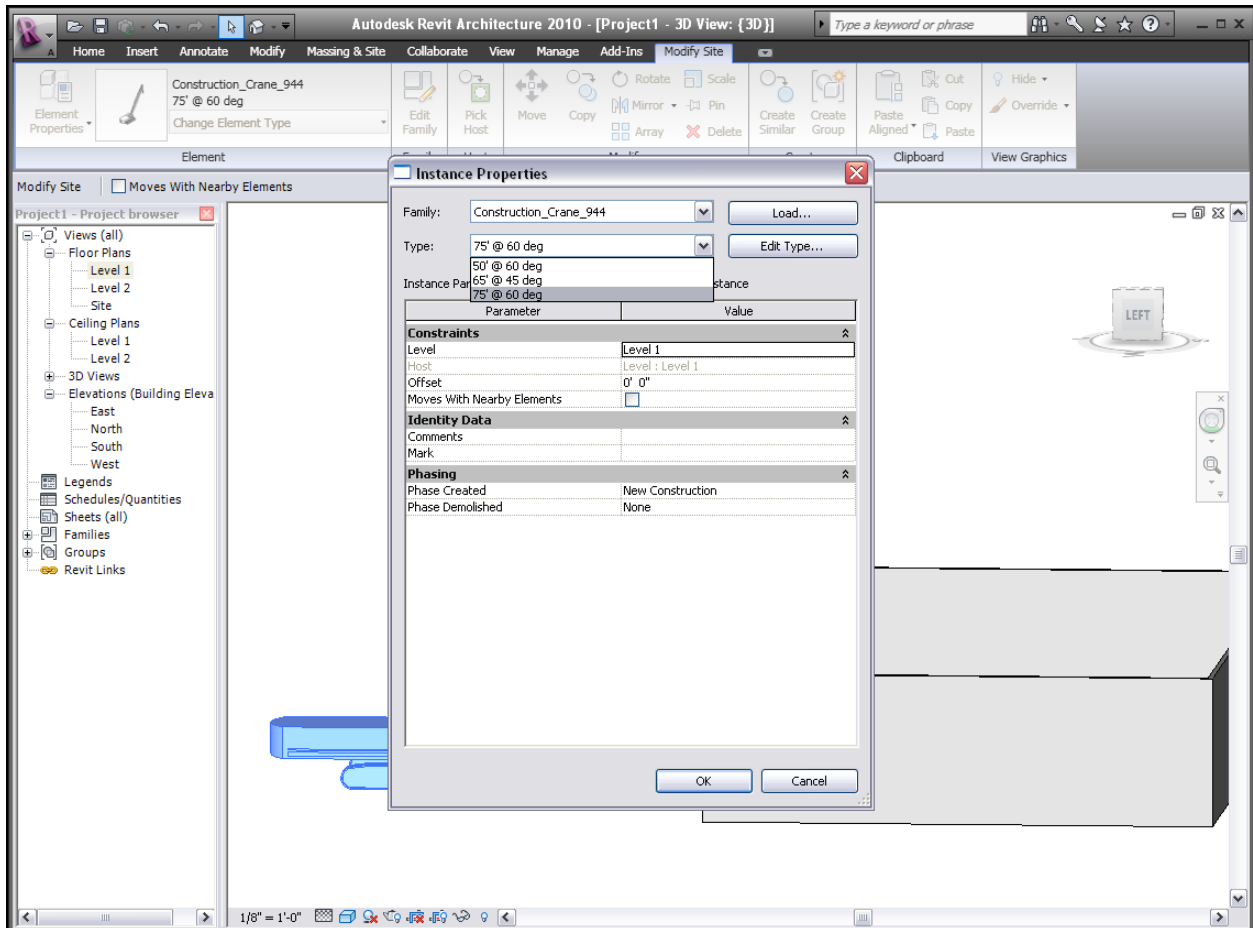 Autodesk Revit Architecture 2010 - [Project1 - 3D View: {3D}]
Type a keyword or phrase
A
Home Insert Annotate Modify Massing & Site Collaborate View Manage Add-Ins Modify Site
Element
Properties
Construction_Crane_944
75' @ 60 deg
Change Element Type
Edit
Family
Pick
Host
Move
Copy
Rotate
Scale
Mirror
Pin
Array
Delete
Create
Similar
Create
Group
Paste
Aligned
Cut
Copy
Paste
Hide
Override
Element
Clipboard
View Graphics
Modify Site
Moves With Nearby Elements
Project1 - Project browser
Views (all)
Floor Plans
Level 1
Level 2
Site
Ceiling Plans
Level 1
Level 2
3D Views
Elevations (Building Eleva
East
North
South
West
Legends
Schedules/Quantities
Sheets (all)
Families
Groups
Revit Links
Instance Properties
Family:
Construction_Crane_944
Load...
Type:
75' @ 60 deg
Edit Type...
50' @ 60 deg
65' @ 45 deg
75' @ 60 deg
Instance Par
stance
Parameter
Value
Constraints
Level
Level 1
Host
Level : Level 1
Offset
0' 0"
Moves With Nearby Elements
Identity Data
Comments
Mark
Phasing
Phase Created
New Construction
Phase Demolished
None
OK
Cancel
LEFT
1/8" = 1'-0"